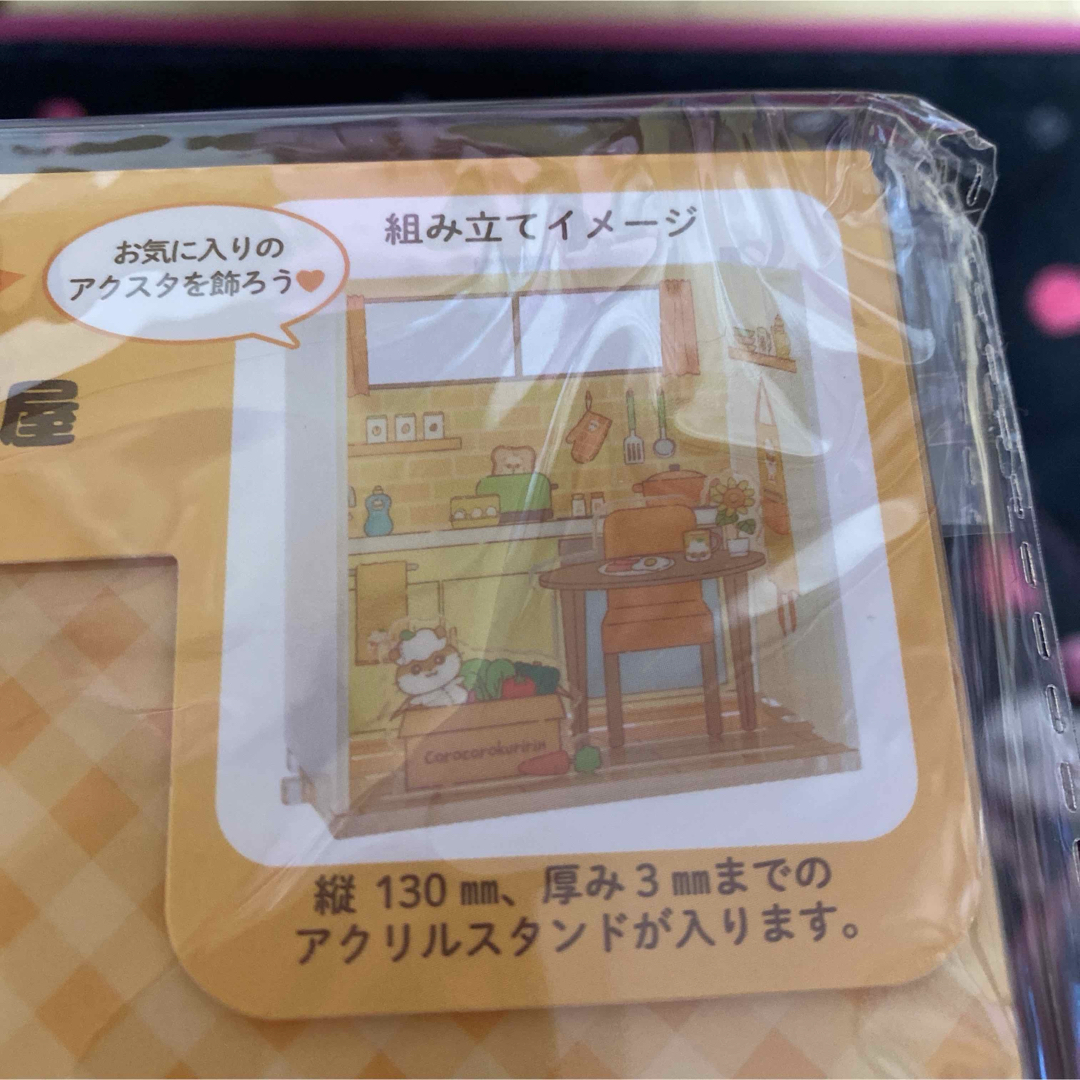 組み立てイメージ
お気に入りの
アクスタを飾ろう♥
屋
Corocorokuririn
縦 130 ㎜、厚み3 ㎜までの
アクリルスタンドが入ります。